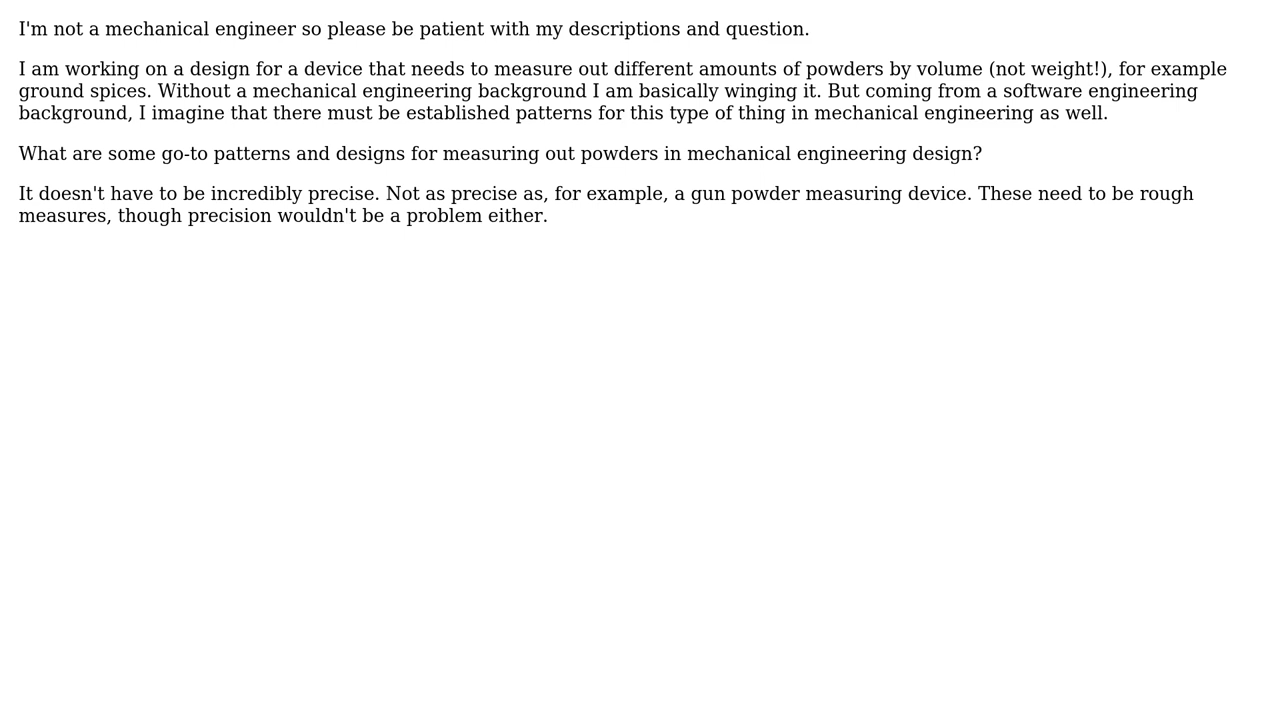 I'm not a mechanical engineer so please be patient with my descriptions and question.
I am working on a design for a device that needs to measure out different amounts of powders by volume (not weight!), for example
ground spices. Without a mechanical engineering background I am basically winging it. But coming from a software engineering
background, I imagine that there must be established patterns for this type of thing in mechanical engineering as well.
What are some go-to patterns and designs for measuring out powders in mechanical engineering design?
It doesn't have to be incredibly precise. Not as precise as, for example, a gun powder measuring device. These need to be rough
measures, though precision wouldn't be a problem either.